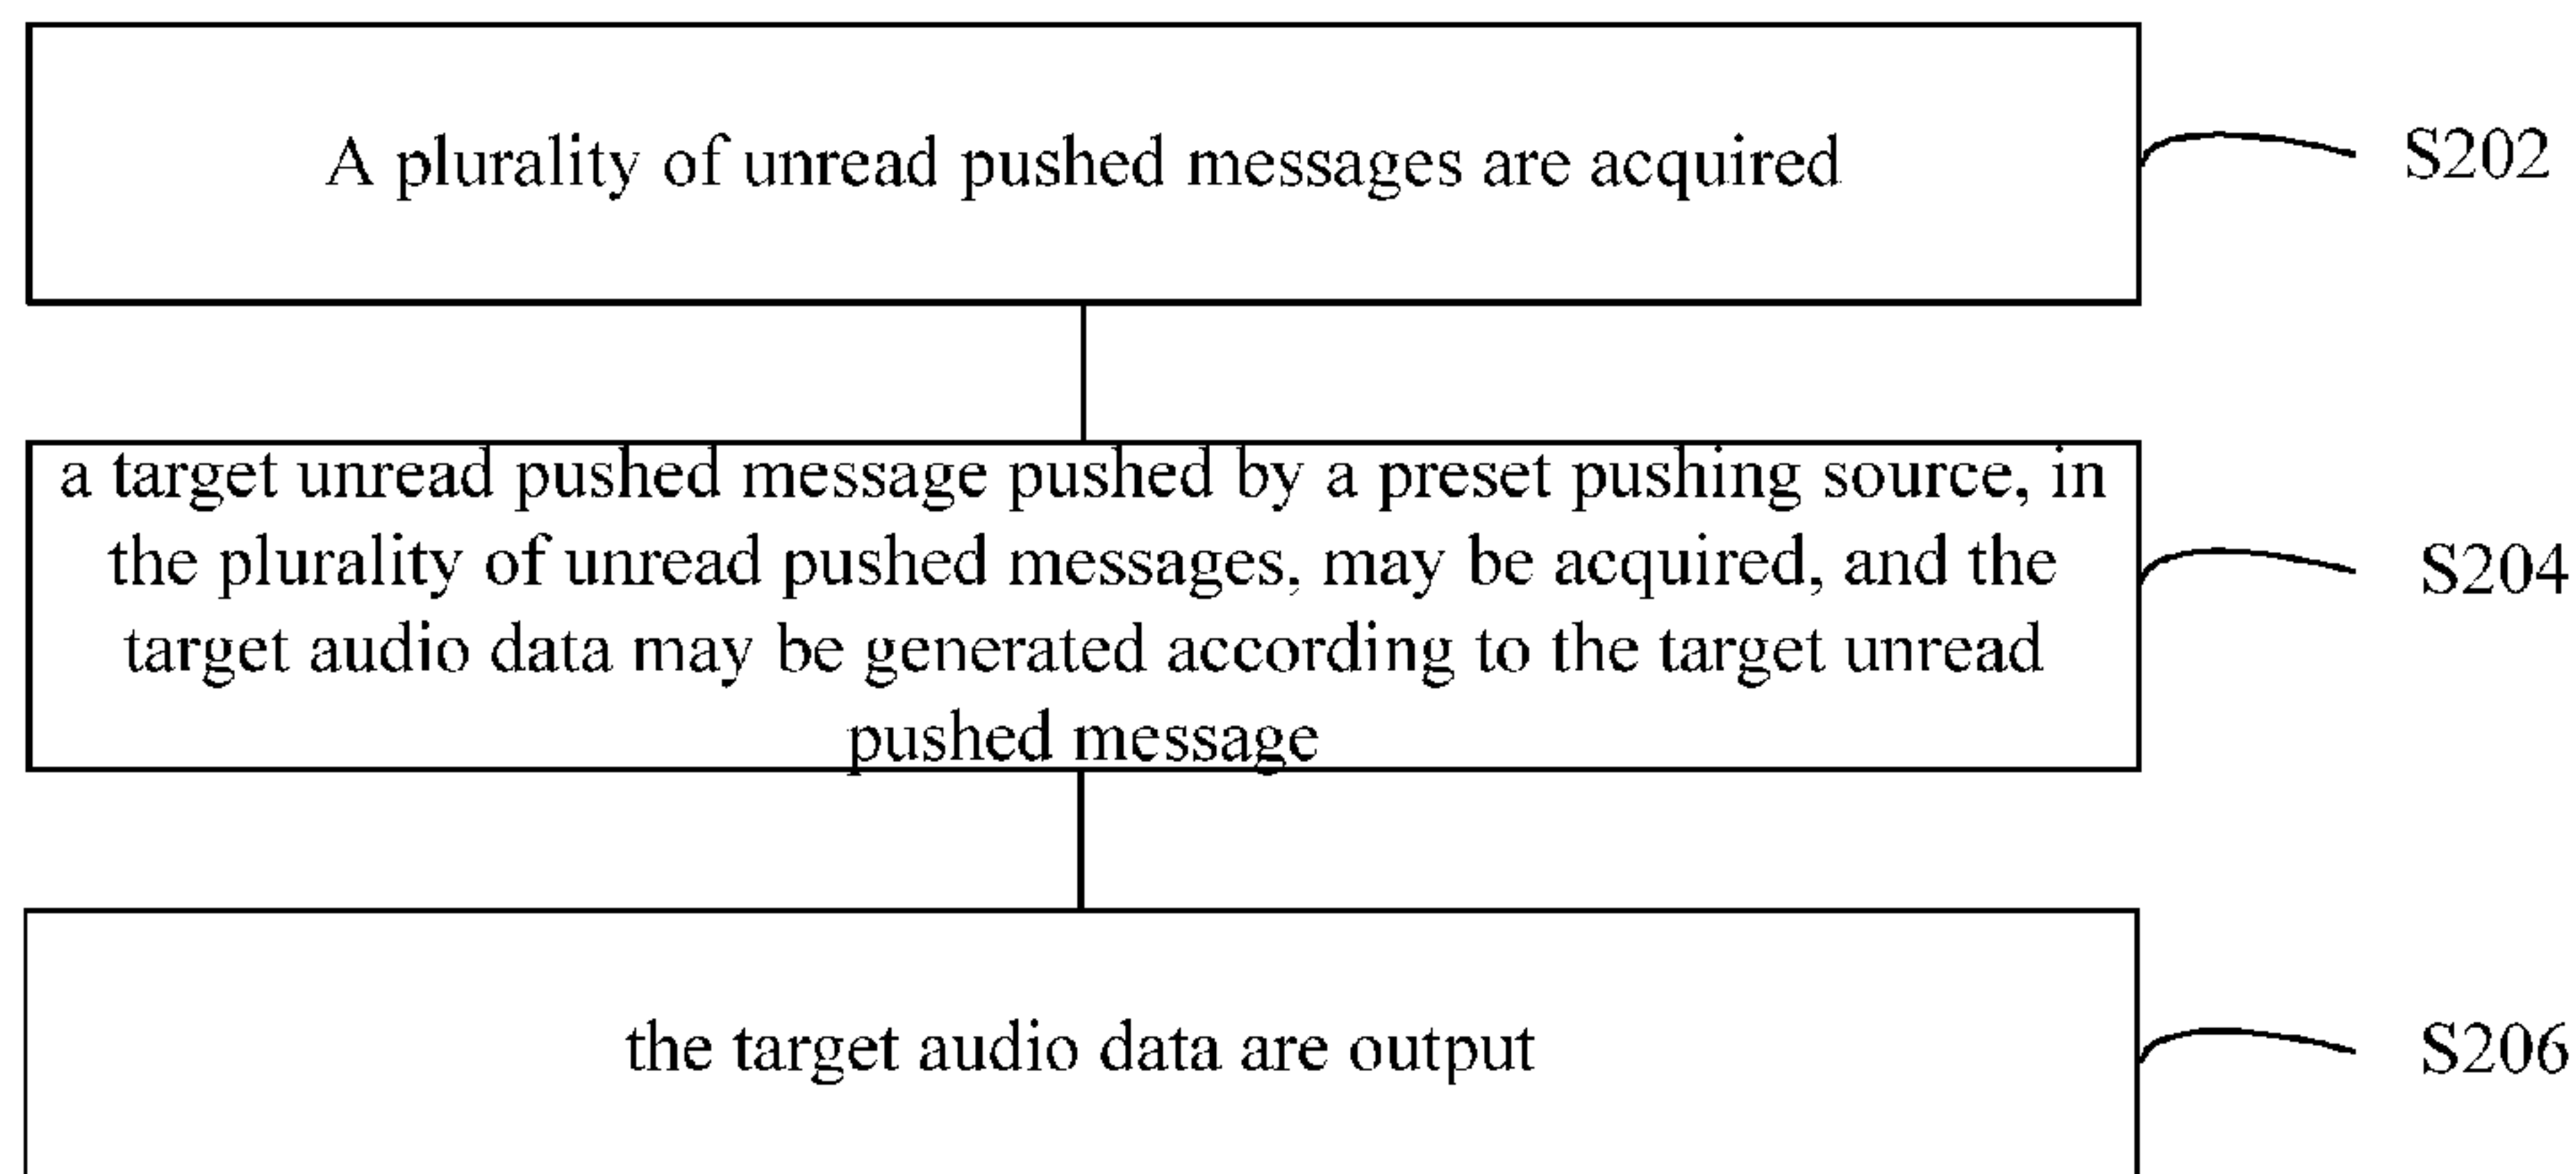 A plurality of unread pushed messages are acquired
S202
a target unread pushed message pushed by a preset pushing source, in
the plurality of unread pushed messages, may be acquired, and the
target audio data may be generated according to the target unread
pushed message
S204
the target audio data are output
S206